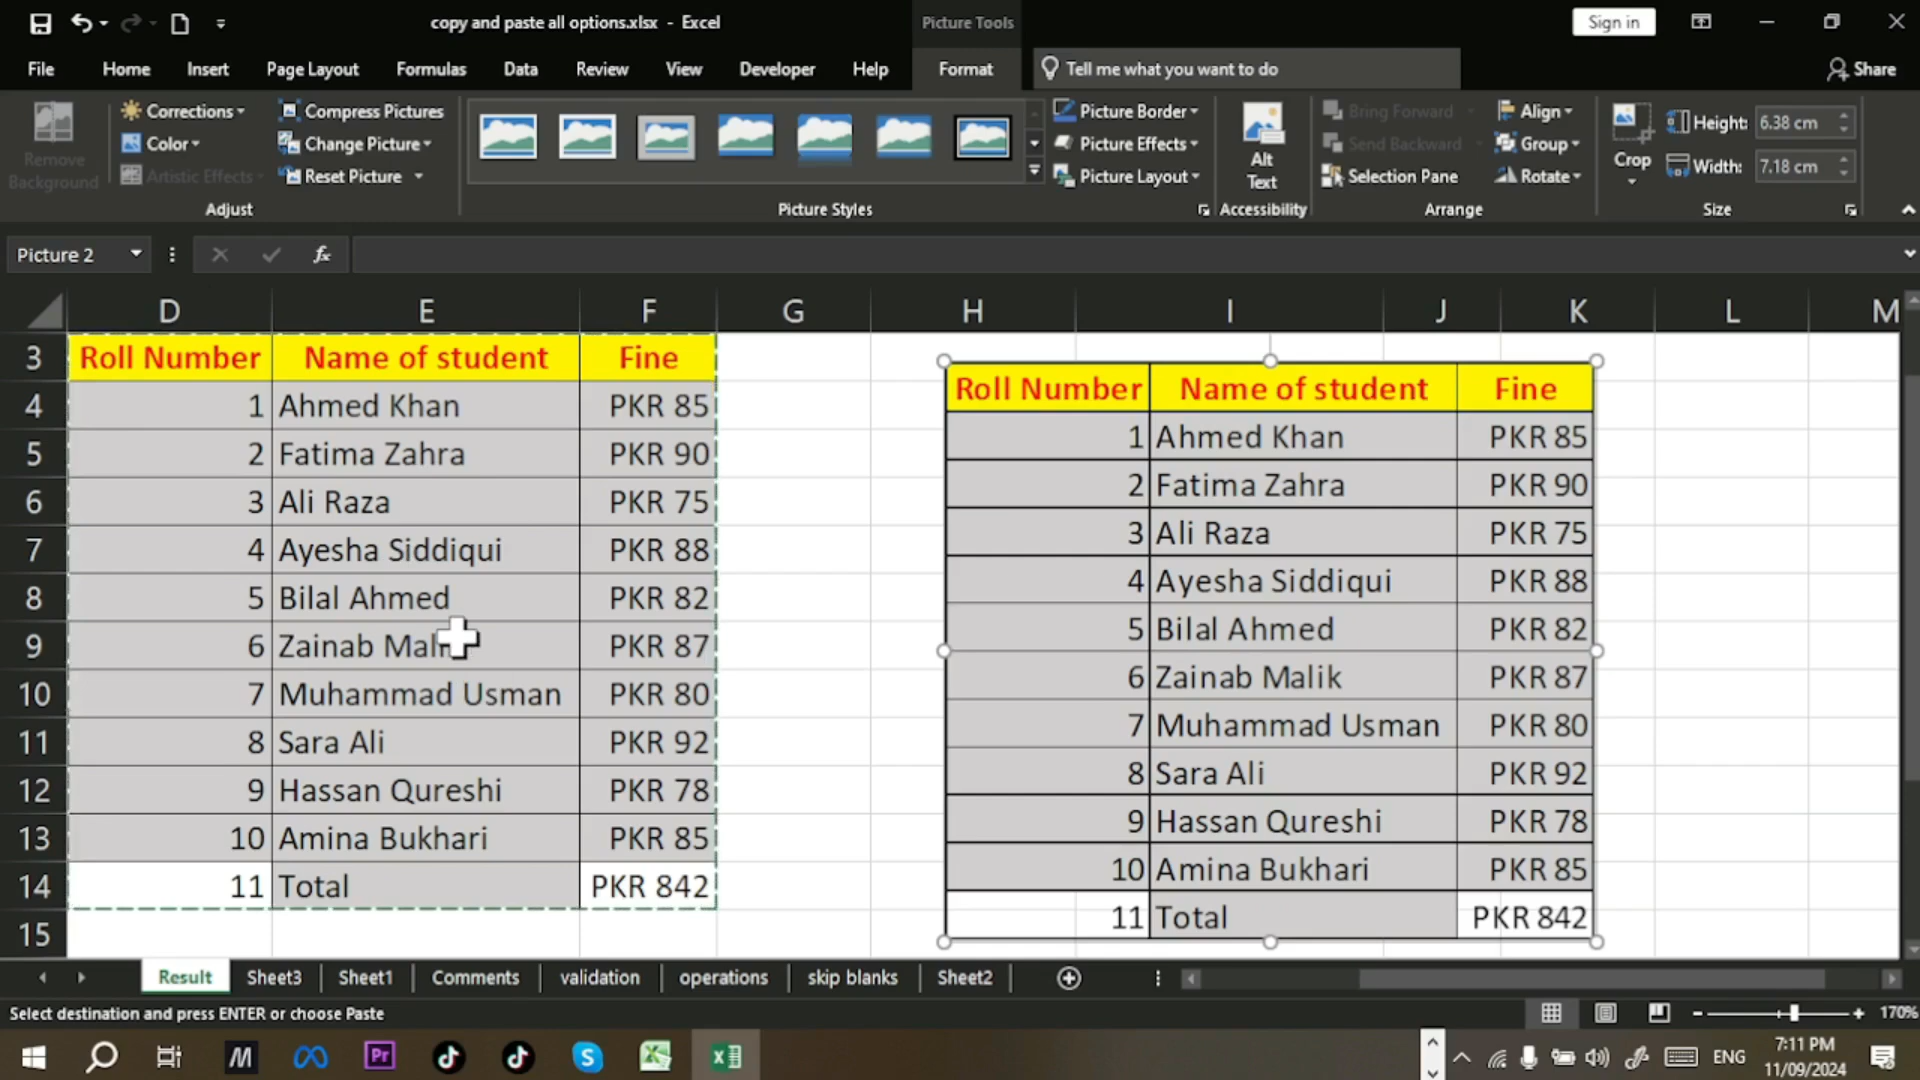 copy and paste all options.xlsx - Excel
Picture Tools
Sign in
File Home Insert Page Layout Formulas Data Review View Developer Help Format Tell me what you want to do Share
Remove Background
Corrections
Color
Artistic Effects
Compress Pictures
Change Picture
Reset Picture
Adjust
Picture Styles
Picture Border
Picture Effects
Picture Layout
Alt Text
Accessibility
Bring Forward
Send Backward
Selection Pane
Align
Group
Rotate
Arrange
Crop
Height: 6.38 cm
Width: 7.18 cm
Size
Picture 2
fx
D E F G H I J K L M
3 Roll Number Name of student Fine
4 1 Ahmed Khan PKR 85
5 2 Fatima Zahra PKR 90
6 3 Ali Raza PKR 75
7 4 Ayesha Siddiqui PKR 88
8 5 Bilal Ahmed PKR 82
9 6 Zainab PKR 87
10 7 Muhammad Usman PKR 80
11 8 Sara Ali PKR 92
12 9 Hassan Qureshi PKR 78
13 10 Amina Bukhari PKR 85
14 11 Total PKR 842
15
Roll Number Name of student Fine
1 Ahmed Khan PKR 85
2 Fatima Zahra PKR 90
3 Ali Raza PKR 75
4 Ayesha Siddiqui PKR 88
5 Bilal Ahmed PKR 82
6 Zainab Malik PKR 87
7 Muhammad Usman PKR 80
8 Sara Ali PKR 92
9 Hassan Qureshi PKR 78
10 Amina Bukhari PKR 85
11 Total PKR 842
Result Sheet3 Sheet1 Comments validation operations skip blanks Sheet2
Select destination and press ENTER or choose Paste
170%
M Pr S
ENG
7:11 PM
11/09/2024